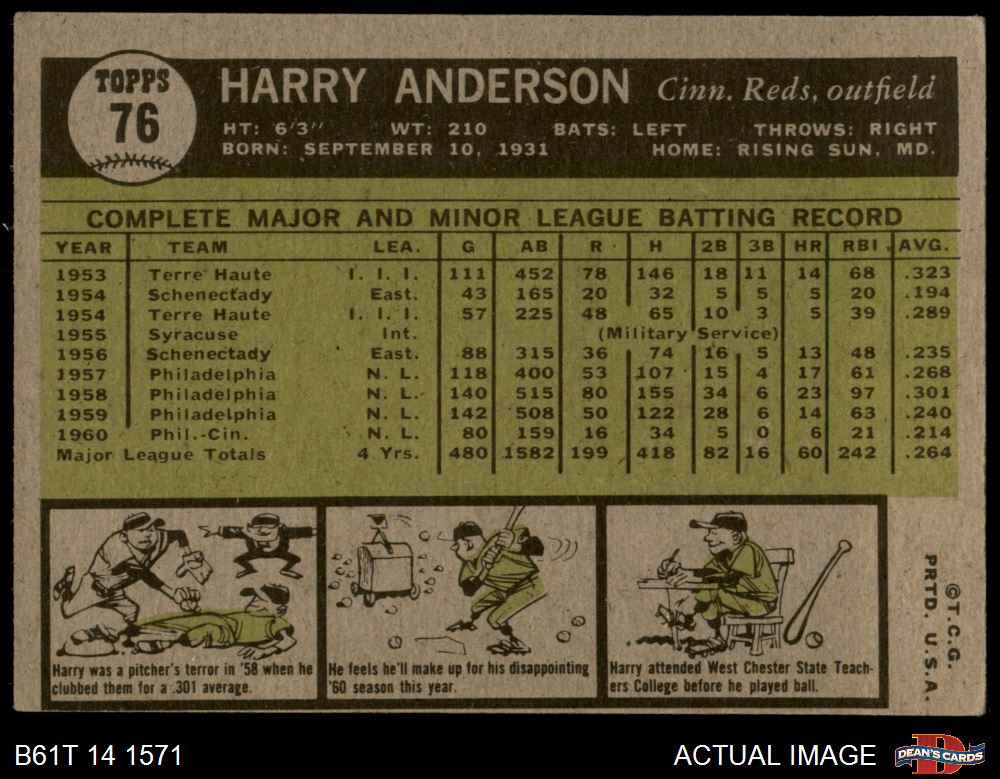 TOPPS
76
HARRY ANDERSON Cinn. Reds, outfield
HT: 6'3" WT: 210 BATS: LEFT THROWS: RIGHT
BORN: SEPTEMBER 10, 1931 HOME: RISING SUN, MD.
COMPLETE MAJOR AND MINOR LEAGUE BATTING RECORD
YEAR TEAM LEA. G AB R H 2B 3B HR RBI AVG.
1953 Terre Haute I. I. I. 111 452 78 146 18 11 14 68 .323
1954 Schenectady East. 43 165 20 32 5 5 5 20 .194
1954 Terre Haute I. I. I. 57 225 48 65 10 3 5 39 .289
1955 Syracuse Int. (Military Service)
1956 Schenectady East. 88 315 36 74 16 5 13 48 .235
1957 Philadelphia N. L. 118 400 53 107 15 4 17 61 .268
1958 Philadelphia N. L. 140 515 80 155 34 6 23 97 .301
1959 Philadelphia N. L. 142 508 50 122 28 6 14 63 .240
1960 Phil.-Cin. N. L. 80 159 16 34 5 0 6 21 .214
Major League Totals 4 Yrs. 480 1582 199 418 82 16 60 242 .264
Harry was a pitcher's terror in '58 when he
clubbed them for a .301 average.
He feels he'll make up for his disappointing
'60 season this year.
Harry attended West Chester State Teach-
ers College before he played ball.
©T.C.G.
PRTD. U.S.A.
B61T 14 1571 ACTUAL IMAGE
DEAN'S CARDS